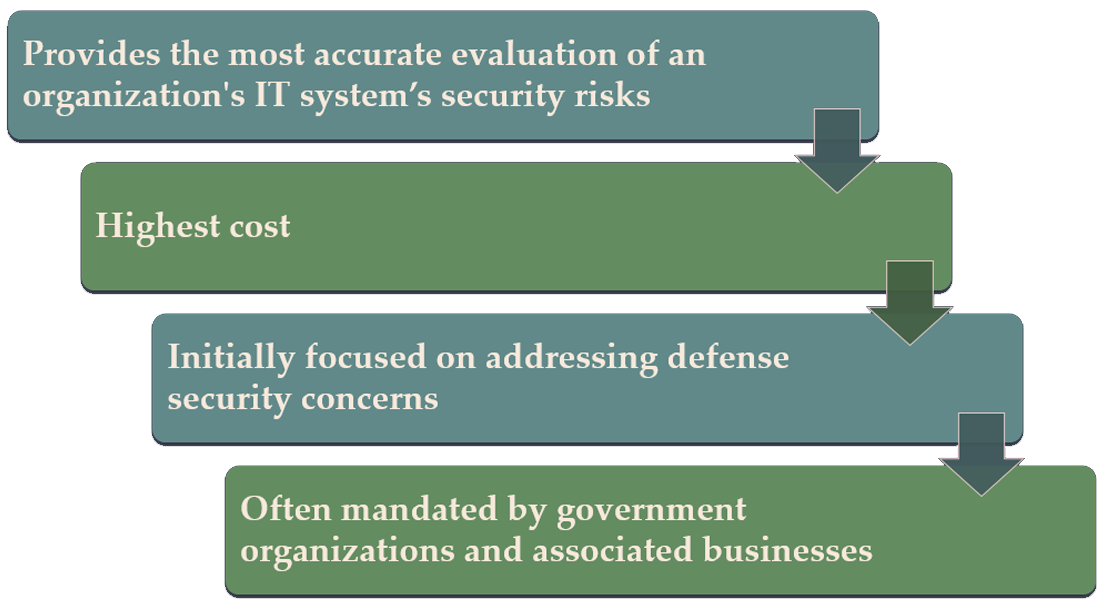 Provides the most accurate evaluation of an
organization's IT system’s security risks
Highest cost
Initially focused on addressing defense
security concerns
Often mandated by government
organizations and associated businesses